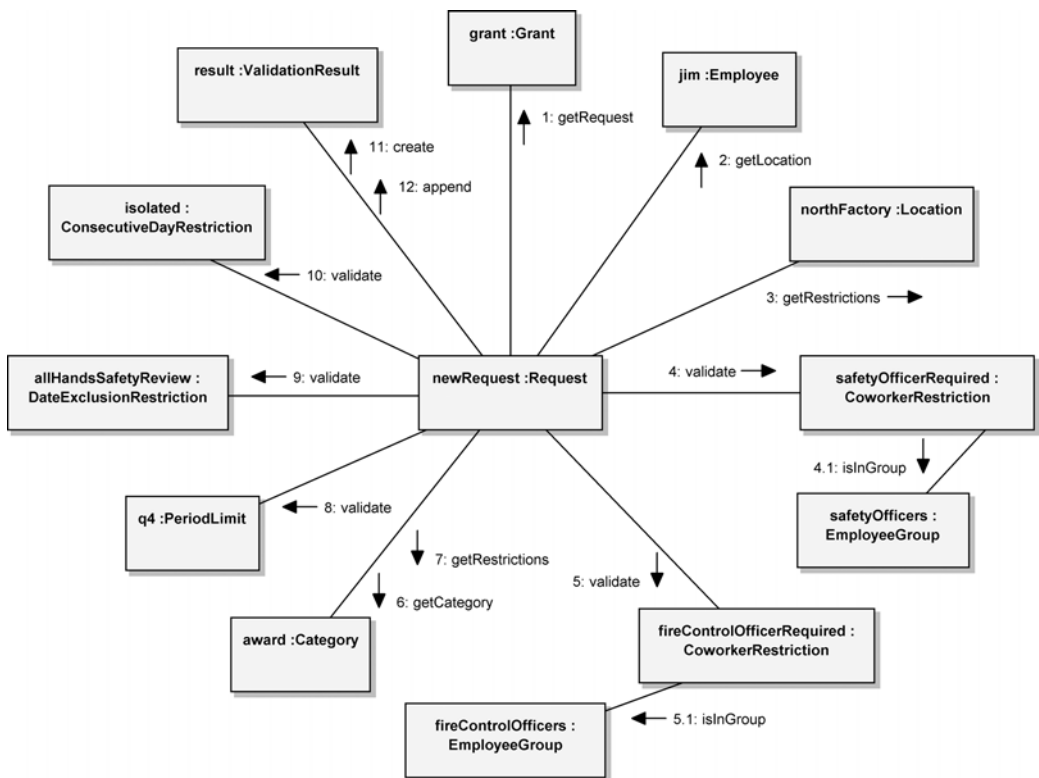 grant :Grant
result :ValidationResult
jim :Employee
1: getRequest
11: create
2: getLocation
12: append
isolated :
ConsecutiveDayRestriction
northFactory :Location
10: validate
3: getRestrictions
allHandsSafetyReview :
DateExclusionRestriction
9: validate
newRequest :Request
4: validate
safetyOfficerRequired :
CoworkerRestriction
4.1: isInGroup
q4 :PeriodLimit
8: validate
safetyOfficers :
EmployeeGroup
7: getRestrictions
5: validate
6: getCategory
award :Category
fireControlOfficerRequired :
CoworkerRestriction
fireControlOfficers :
EmployeeGroup
5.1: isInGroup